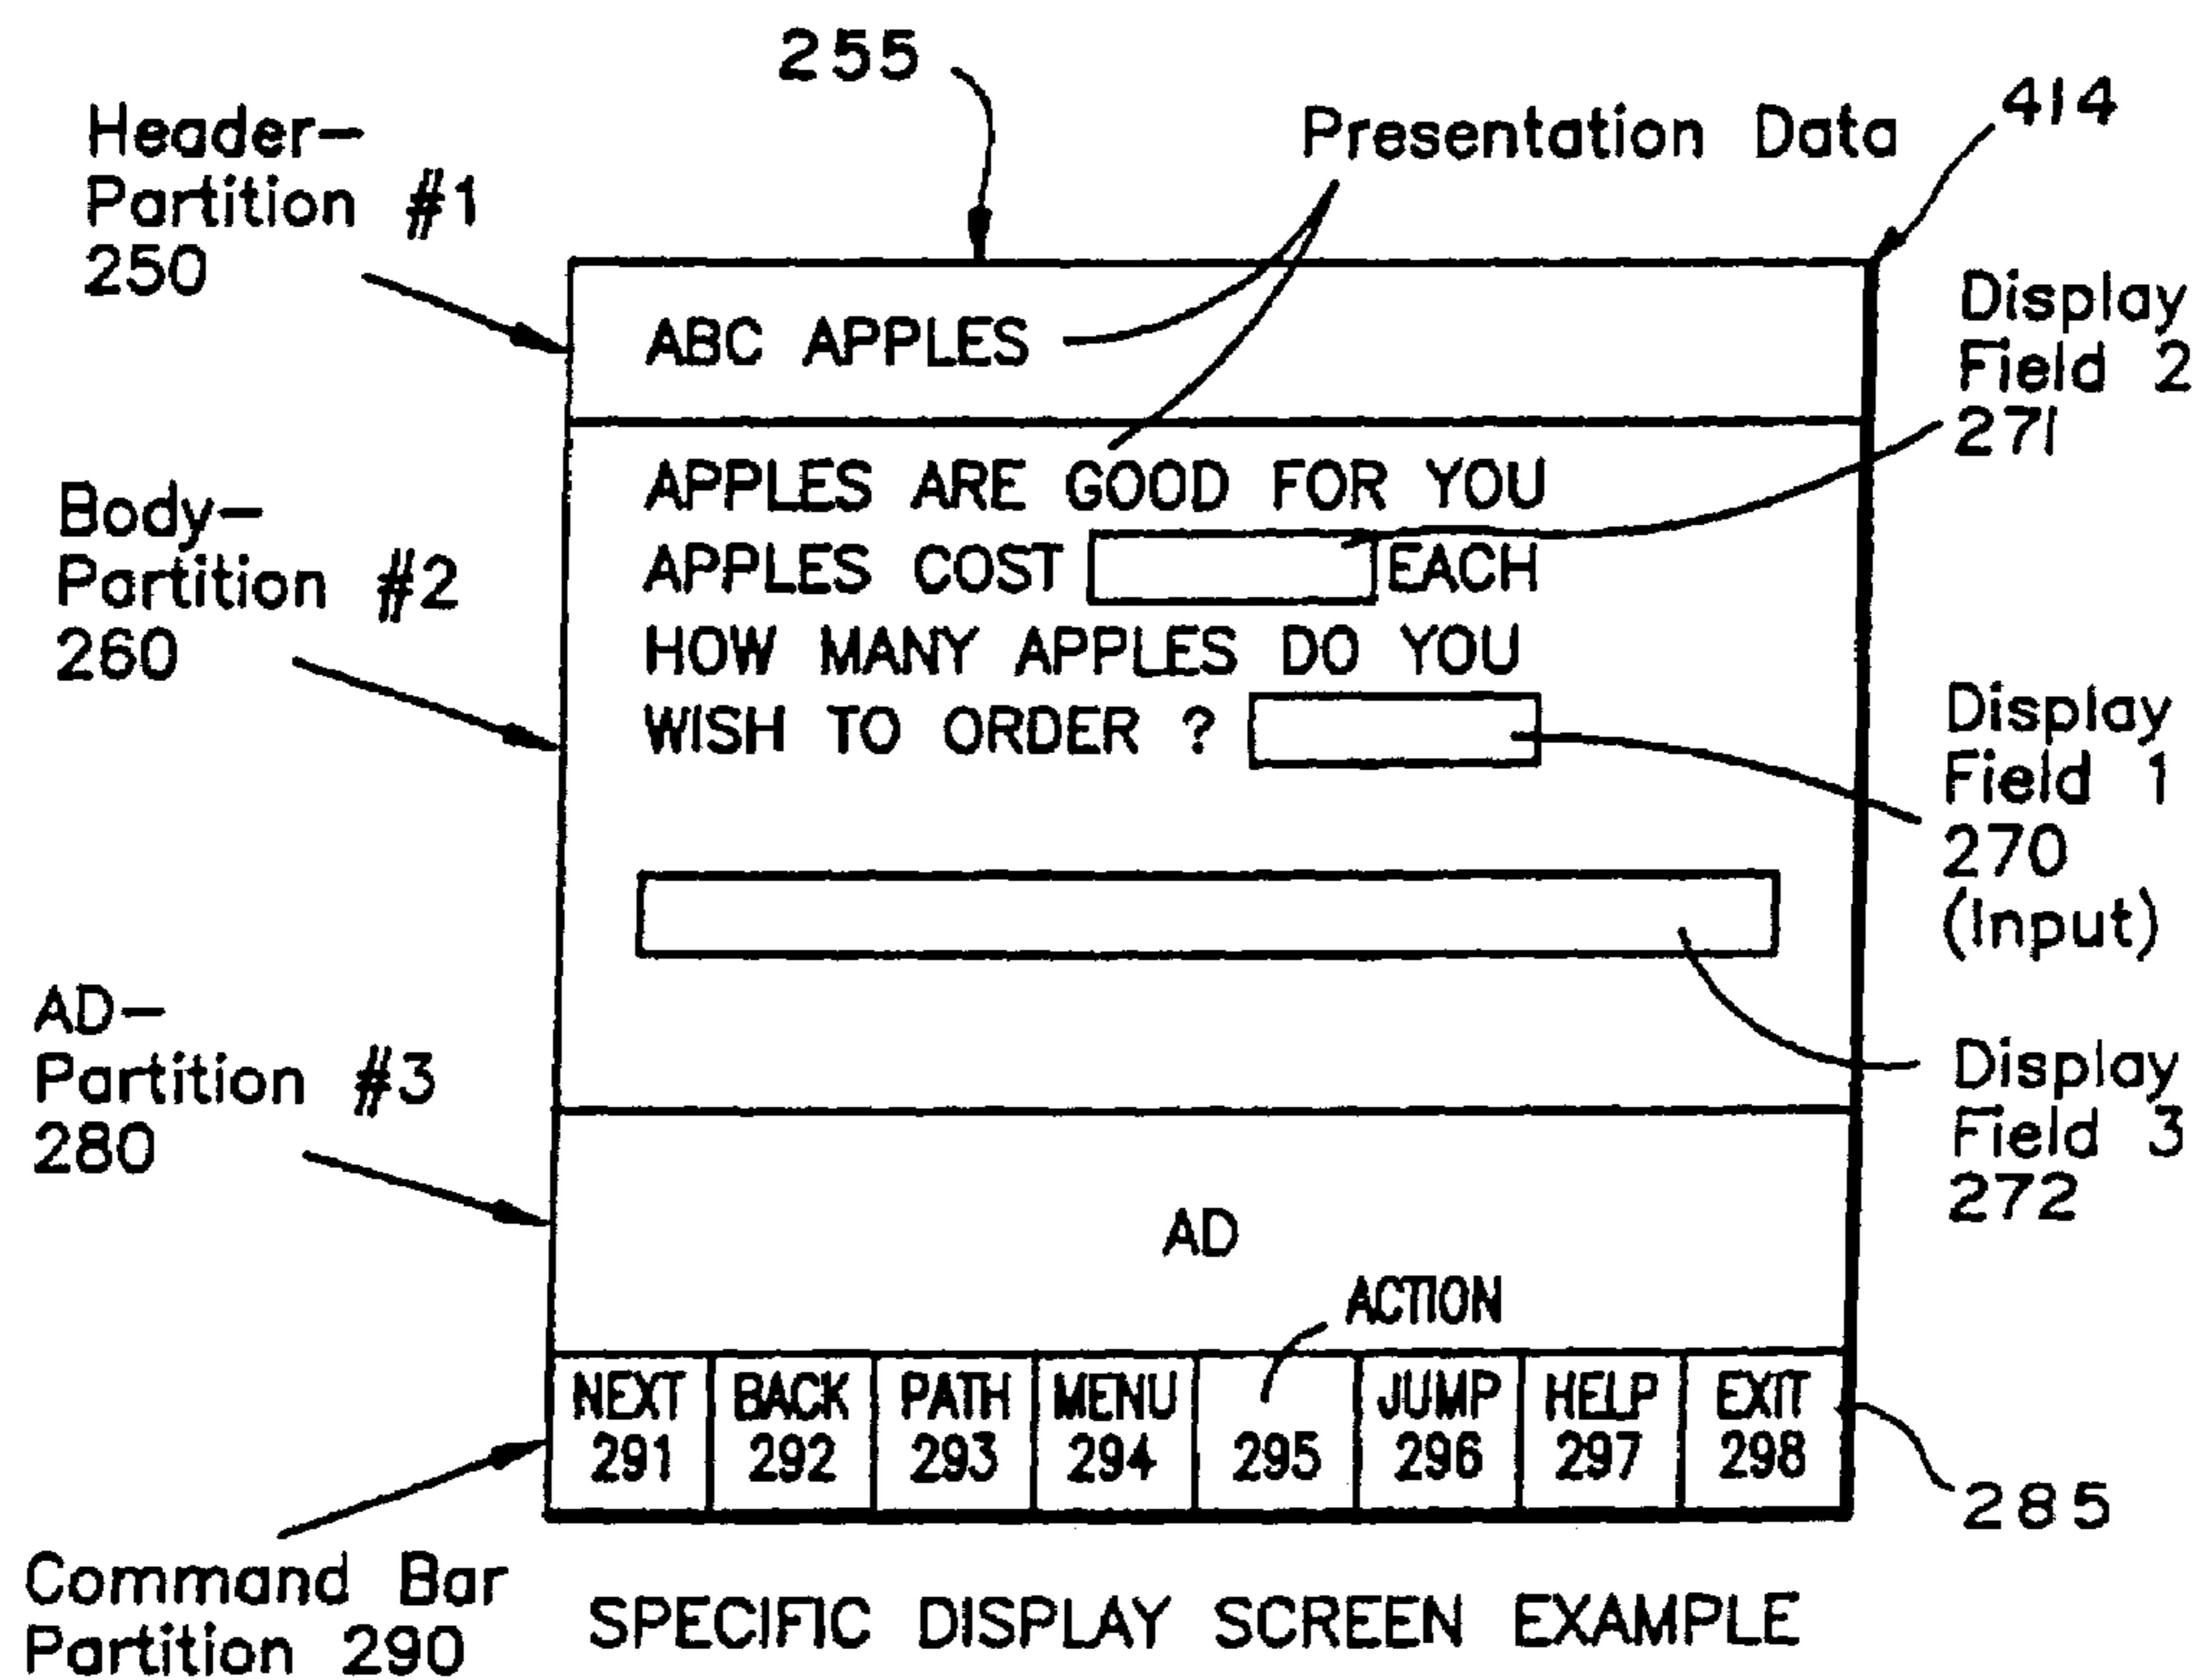 255
414
Header-
Partition #1
250
Presentation Data
ABC APPLES
Display
Field 2
271
Body-
Partition #2
260
APPLES ARE GOOD FOR YOU
APPLES COST EACH
HOW MANY APPLES DO YOU
WISH TO ORDER ?
Display
Field 1
270
(Input)
AD-
Partition #3
280
Display
Field 3
272
AD
ACTION
NEXT BACK PATH MENU JUMP HELP EXIT
291 292 293 294 295 296 297 298
285
Command Bar
Partition 290
SPECIFIC DISPLAY SCREEN EXAMPLE